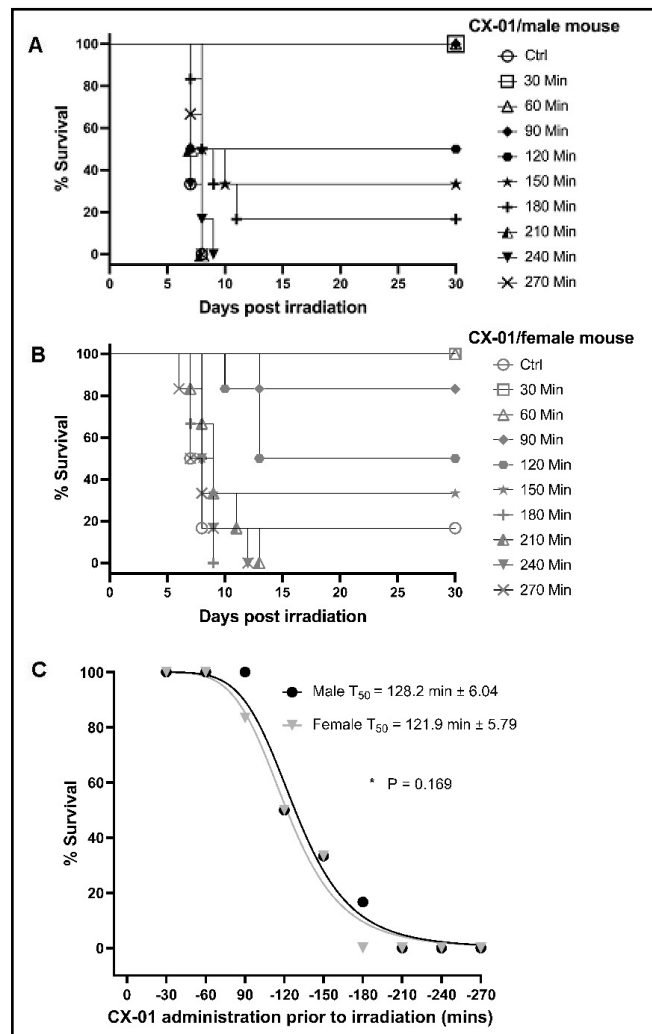 A
CX-01/male mouse
% Survival
100
80
60
40
20
0
0 5 10 15 20 25 30
Days post irradiation
Ctrl
30 Min
60 Min
90 Min
120 Min
150 Min
180 Min
210 Min
240 Min
270 Min
B
CX-01/female mouse
% Survival
100
80
60
40
20
0
0 5 10 15 20 25 30
Days post irradiation
Ctrl
30 Min
60 Min
90 Min
120 Min
150 Min
180 Min
210 Min
240 Min
270 Min
C
% Survival
100
80
60
40
20
0
Male T50 = 128.2 min ± 6.04
Female T50 = 121.9 min ± 5.79
* P = 0.169
0 -30 -60 -90 -120 -150 -180 -210 -240 -270
CX-01 administration prior to irradiation (mins)